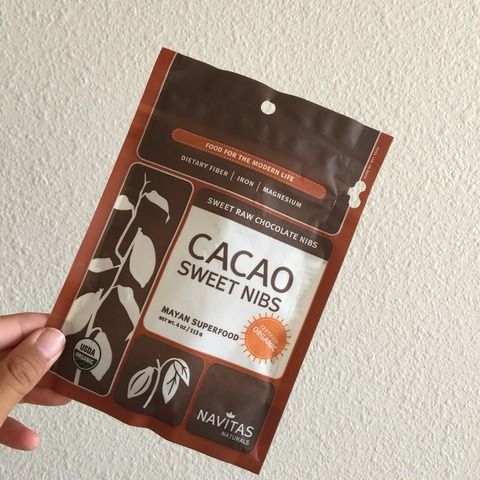 FOOD FOR THE MODERN LIFE
DIETARY FIBER | IRON | MAGNESIUM
SWEET RAW CHOCOLATE NIBS
CACAO
SWEET NIBS
MAYAN SUPERFOOD
NET WT. 4 oz / 113 g
CERTIFIED
ORGANIC
USDA
ORGANIC
NAVITAS
NATURALS